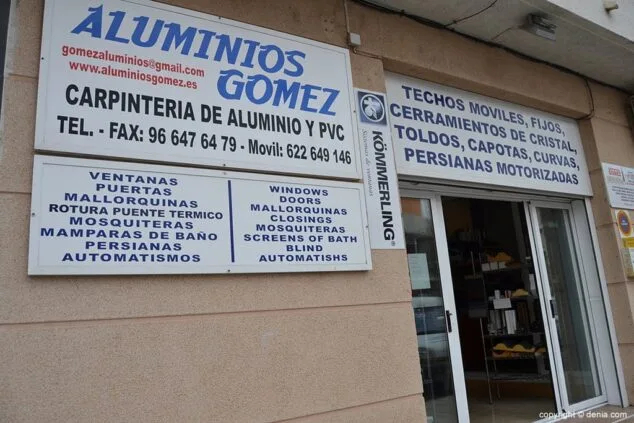 ALUMINIOS
GOMEZ
gomezaluminios@gmail.com
www.aluminiosgomez.es
CARPINTERIA DE ALUMINIO Y PVC
TEL. - FAX: 96 647 64 79 - Movil: 622 649 146
VENTANAS
PUERTAS
MALLORQUINAS
ROTURA PUENTE TERMICO
MOSQUITERAS
MAMPARAS DE BAÑO
PERSIANAS
AUTOMATISMOS
WINDOWS
DOORS
MALLORQUINAS
CLOSINGS
MOSQUITERAS
SCREENS OF BATH
BLIND
AUTOMATISHS
KÖMMERLING®
Sistemas de ventanas
TECHOS MOVILES, FIJOS,
CERRAMIENTOS DE CRISTAL,
TOLDOS, CAPOTAS, CURVAS,
PERSIANAS MOTORIZADAS
copyright © denia.com